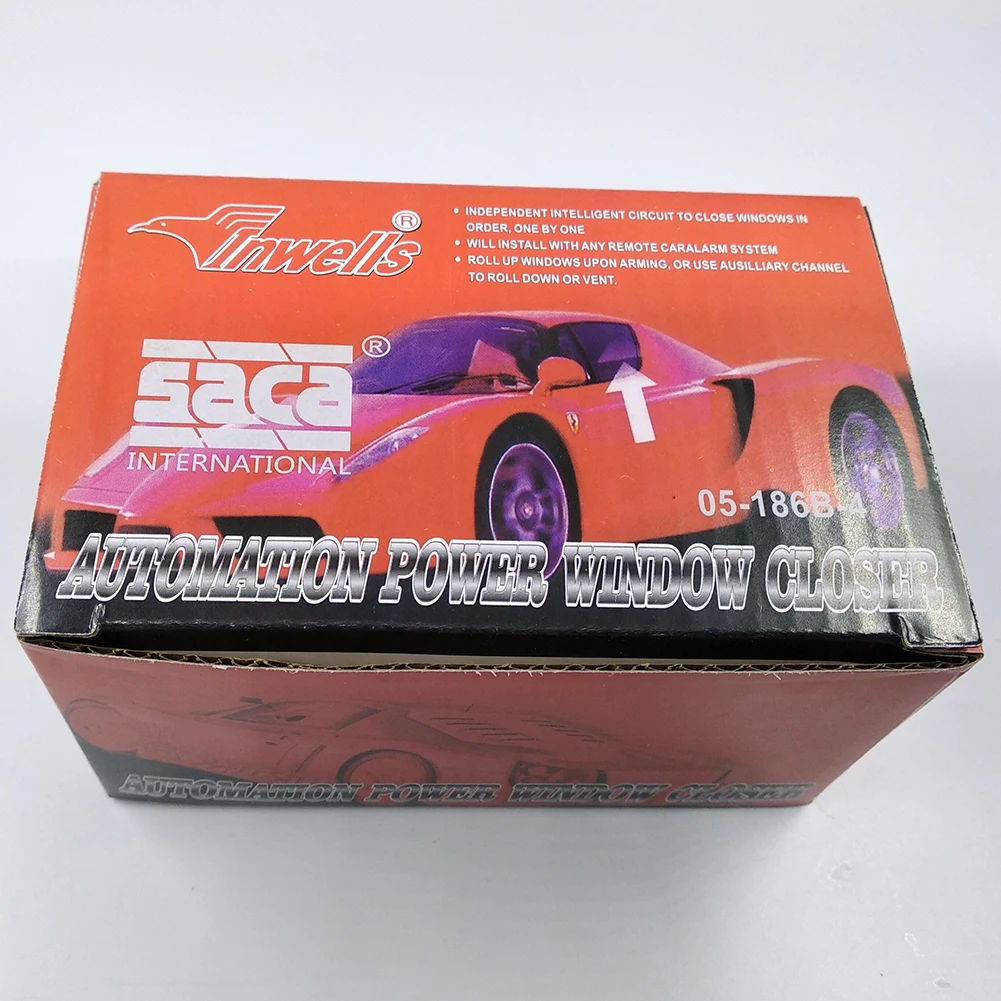 Inwells®
• INDEPENDENT INTELLIGENT CIRCUIT TO CLOSE WINDOWS IN
ORDER, ONE BY ONE
• WILL INSTALL WITH ANY REMOTE CARALARM SYSTEM
• ROLL UP WINDOWS UPON ARMING, OR USE AUSILLIARY CHANNEL
TO ROLL DOWN OR VENT.
saca®
INTERNATIONAL
05-186B-4
AUTOMATION POWER WINDOW CLOSER
AUTOMATION POWER WINDOW CLOSER